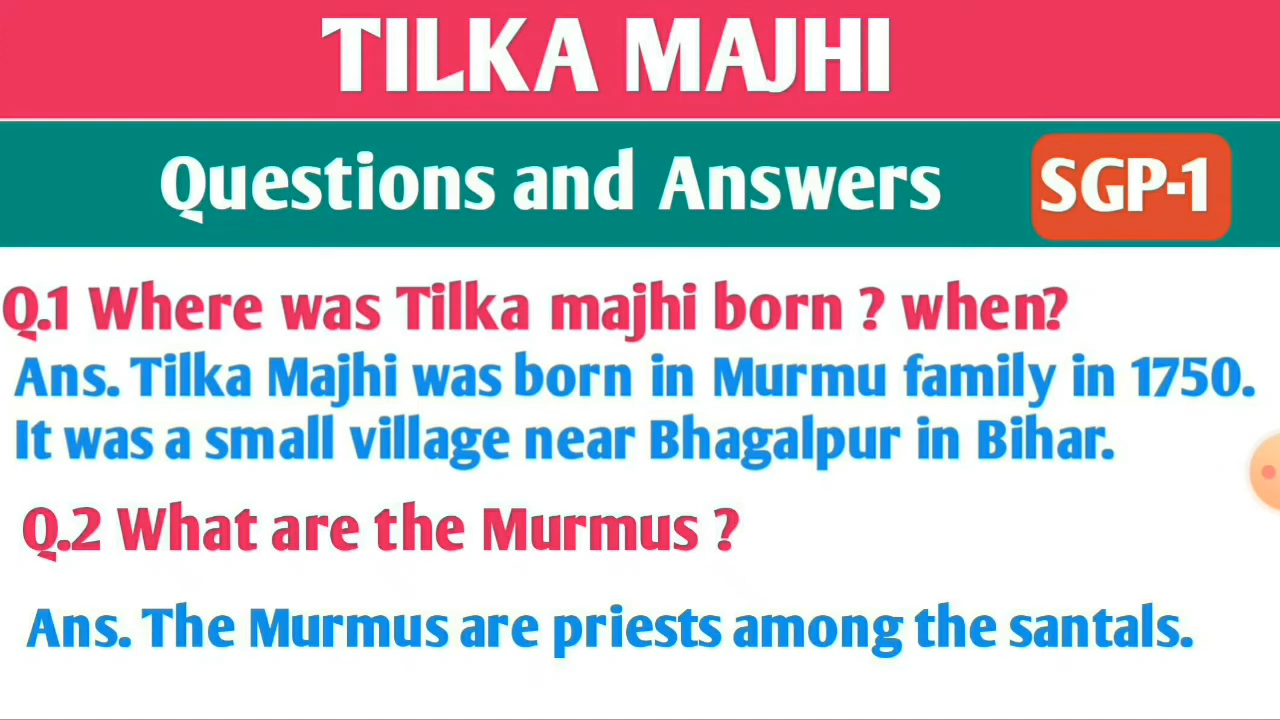 TILKA MAJHI
Questions and Answers SGP-1
Q.1 Where was Tilka majhi born ? when?
Ans. Tilka Majhi was born in Murmu family in 1750.
It was a small village near Bhagalpur in Bihar.
Q.2 What are the Murmus ?
Ans. The Murmus are priests among the santals.